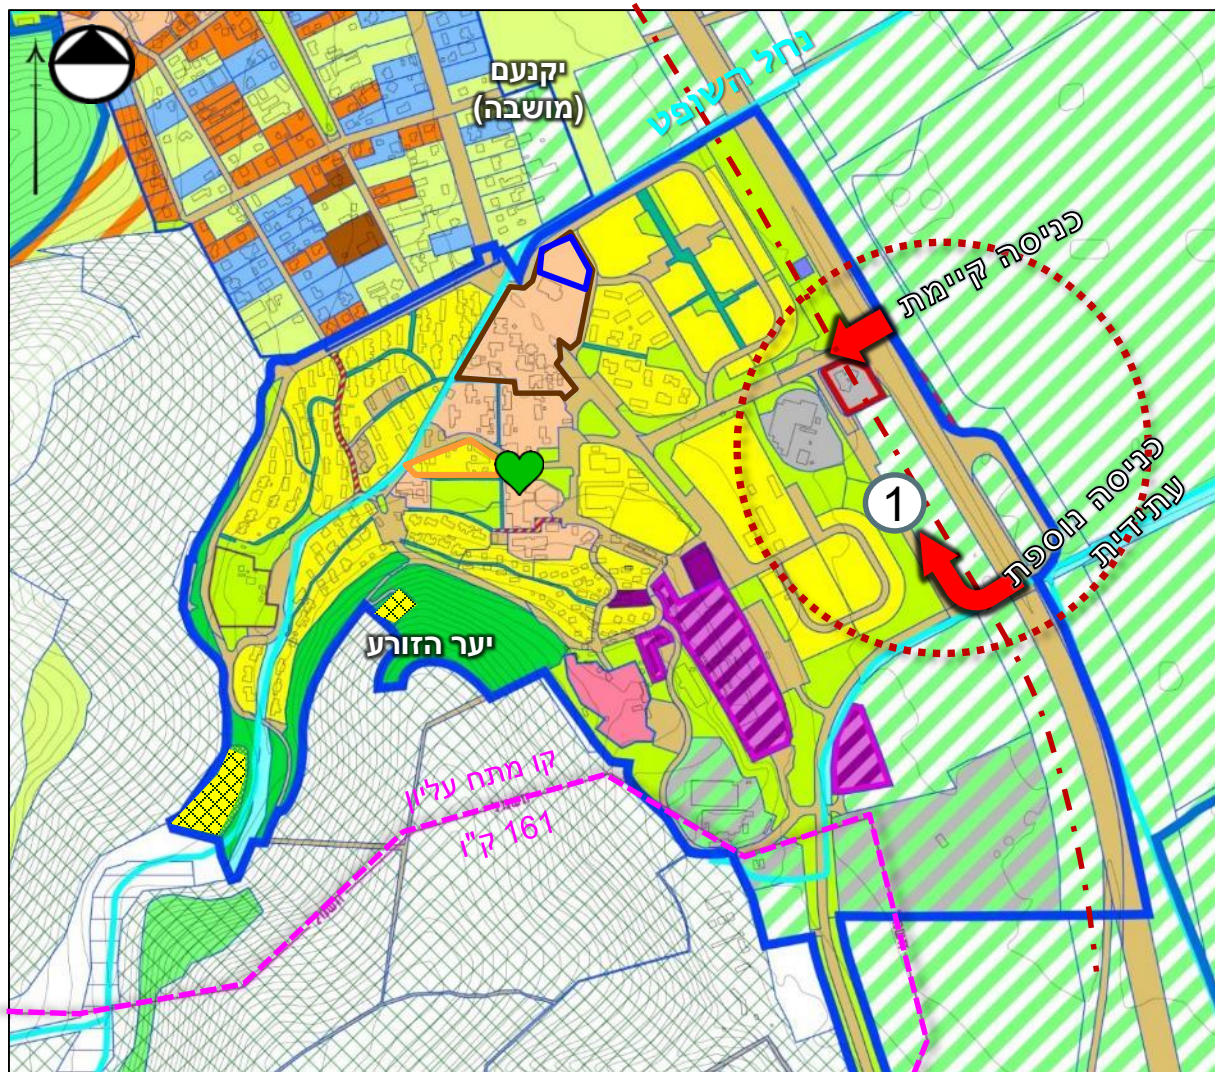 יקנעם
(מושבה)
נחל השופט
כניסה קיימת
כניסה נוספת
עתידית
1
יער הזורע
קו מתח עליון
161 ק"ו